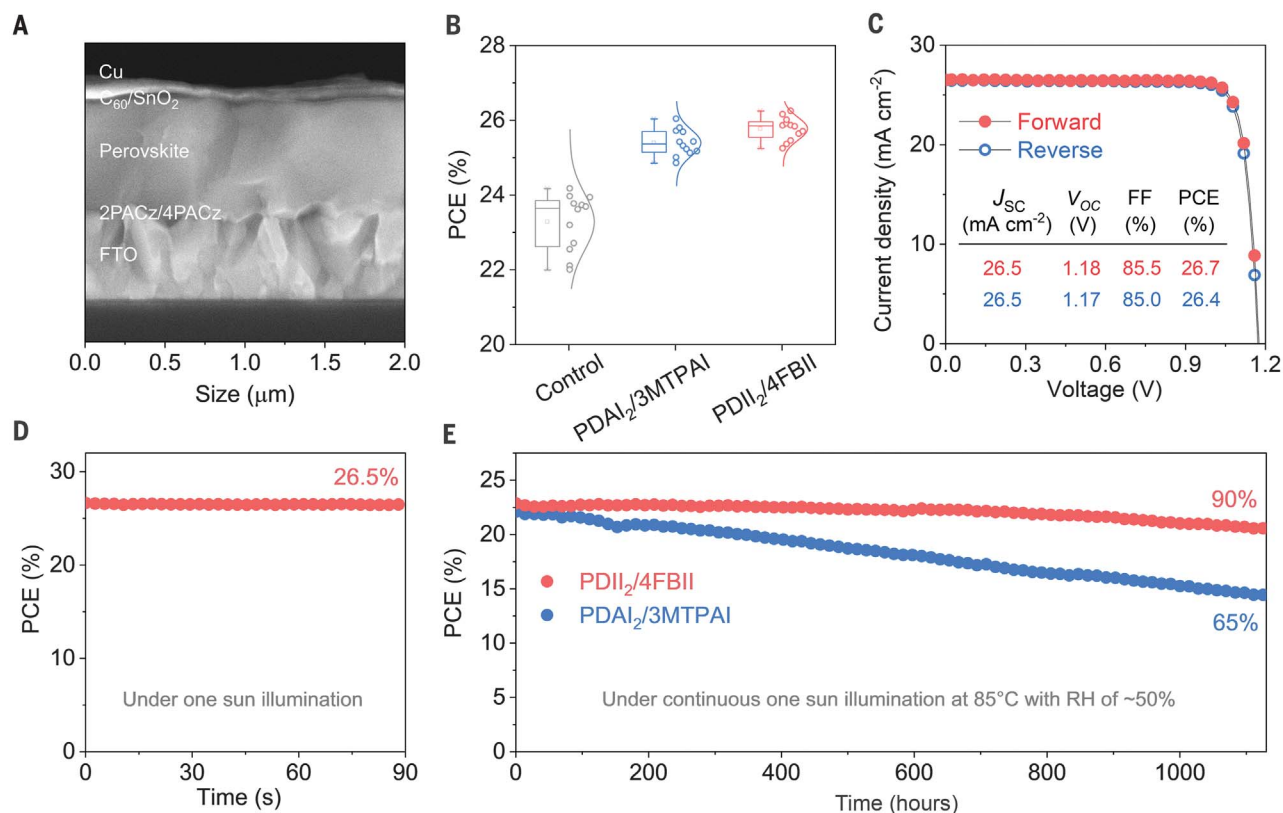 A
Cu
C₆₀/SnO₂
Perovskite
2PACz/4PACz
FTO
0.0 0.5 1.0 1.5 2.0
Size (μm)
B
28
26
24
22
20
PCE (%)
Control
PDAI₂/3MTPAI
PDII₂/4FBII
C
30
20
10
0
Current density (mA cm⁻²)
Forward
Reverse
J_SC V_OC FF PCE
(mA cm⁻²) (V) (%) (%)
26.5 1.18 85.5 26.7
26.5 1.17 85.0 26.4
0.0 0.3 0.6 0.9 1.2
Voltage (V)
D
30
20
10
0
PCE (%)
26.5%
Under one sun illumination
0 30 60 90
Time (s)
E
25
20
15
10
5
0
PCE (%)
90%
PDII₂/4FBII
PDAI₂/3MTPAI
65%
Under continuous one sun illumination at 85°C with RH of ~50%
0 200 400 600 800 1000
Time (hours)